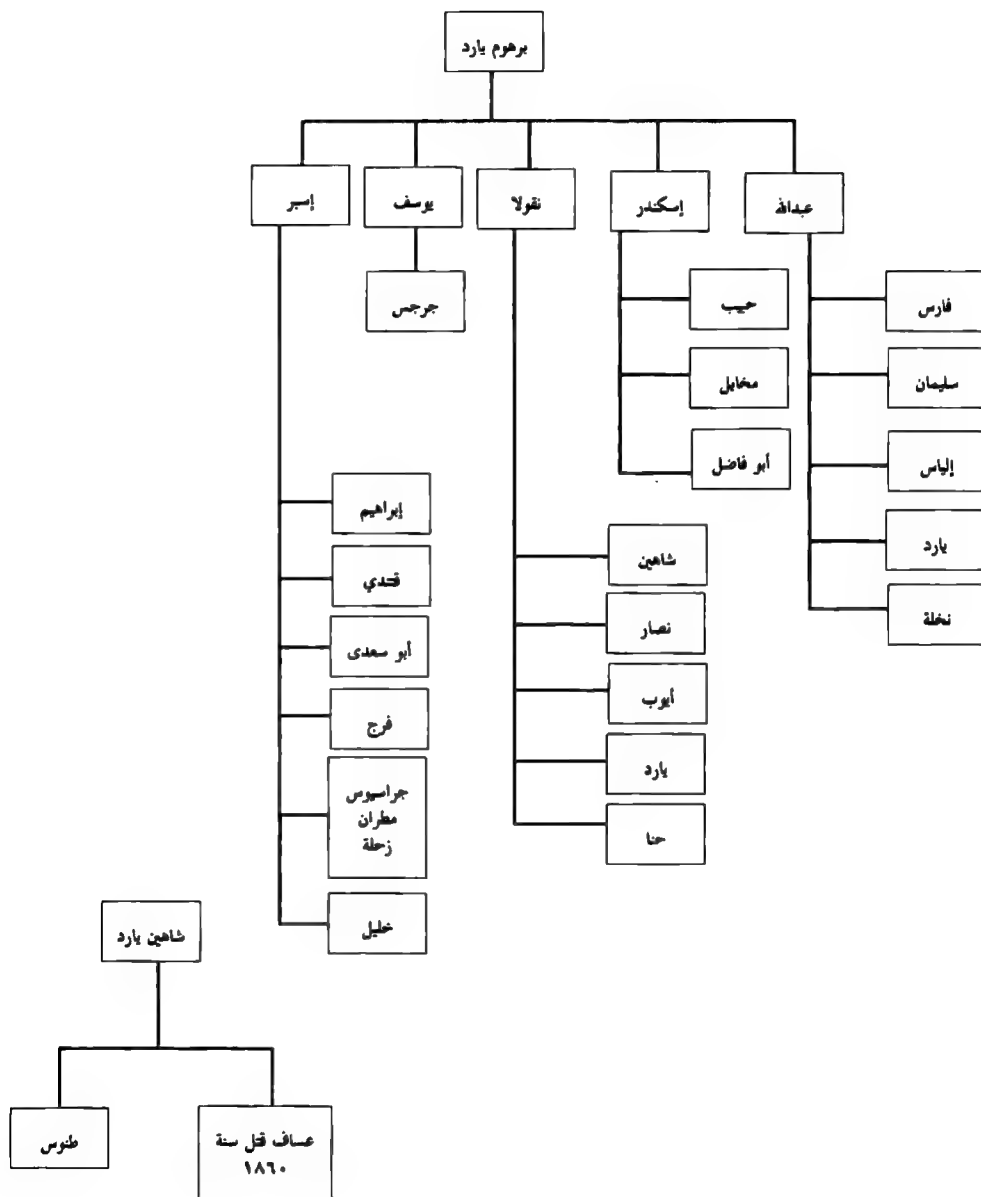 برهوم يارد
عبدالله
إسكندر
نقولا
يوسف
إسبر
فارس
سليمان
إلياس
يارد
نخلة
حبيب
مخايل
أبو فاضل
شاهين
نصار
أيوب
يارد
حنا
جرجس
إبراهيم
قندي
أبو سعدى
فرج
جراسيوس
مطران
زحلة
خليل
شاهين يارد
عساف قتل سنة
١٨٦٠
طنوس